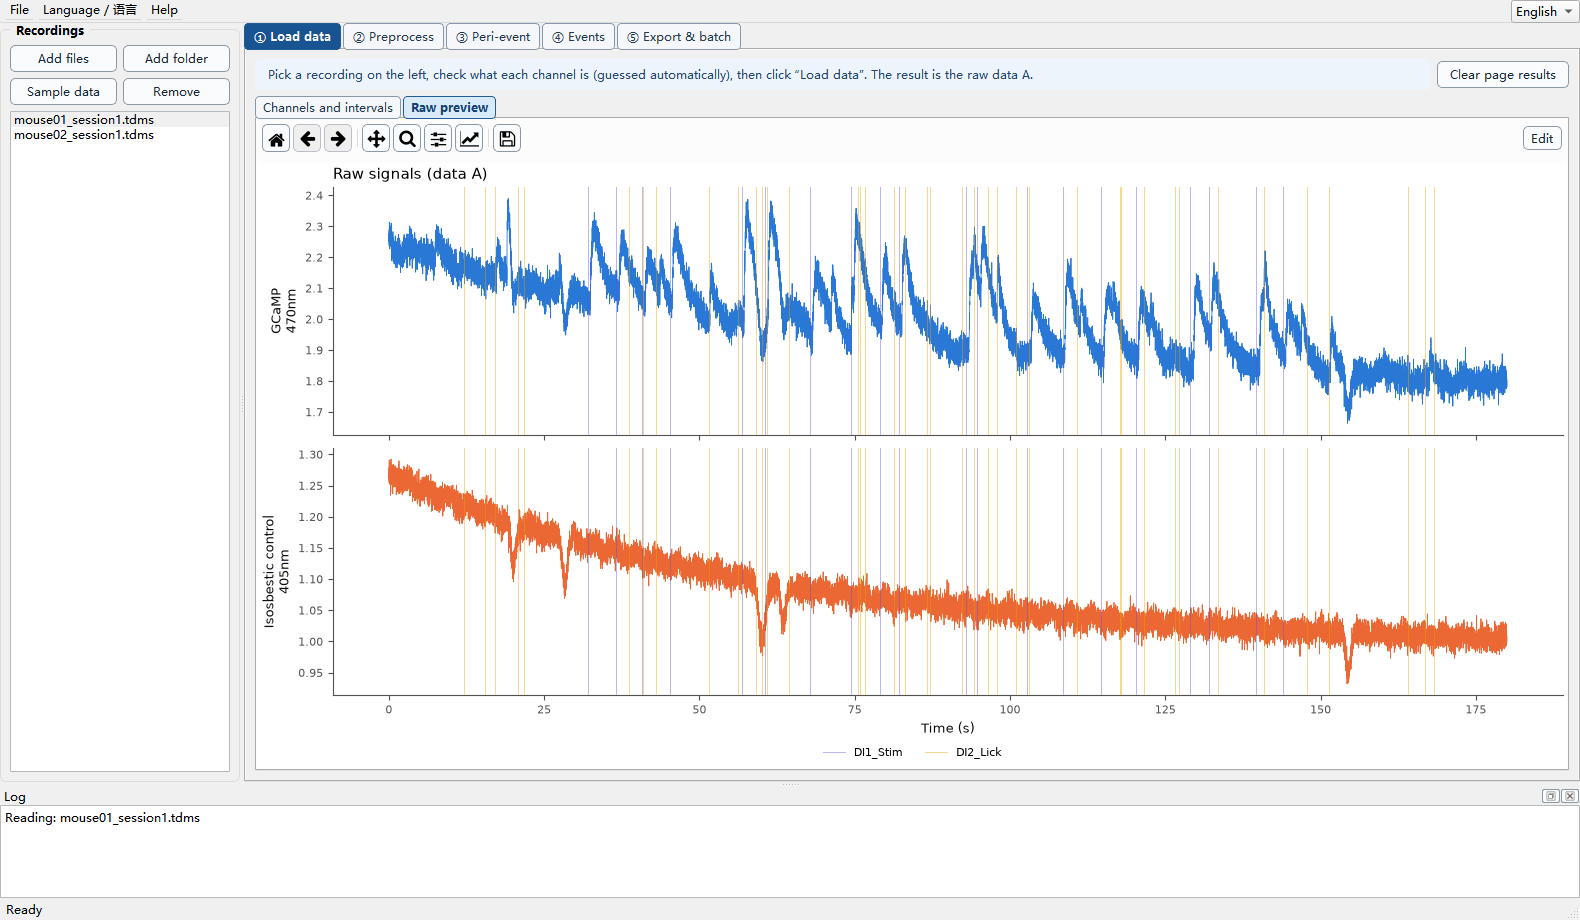 File Language / 语言 Help
English
Recordings
Add files Add folder
Sample data Remove
mouse01_session1.tdms
mouse02_session1.tdms
① Load data ② Preprocess ③ Peri-event ④ Events ⑤ Export & batch
Pick a recording on the left, check what each channel is (guessed automatically), then click “Load data”. The result is the raw data A.
Clear page results
Channels and intervals Raw preview
Edit
Raw signals (data A)
GCaMP
470nm
2.4
2.3
2.2
2.1
2.0
1.9
1.8
1.7
Isosbestic control
405nm
1.30
1.25
1.20
1.15
1.10
1.05
1.00
0.95
0 25 50 75 100 125 150 175
Time (s)
DI1_Stim DI2_Lick
Log
Reading: mouse01_session1.tdms
Ready